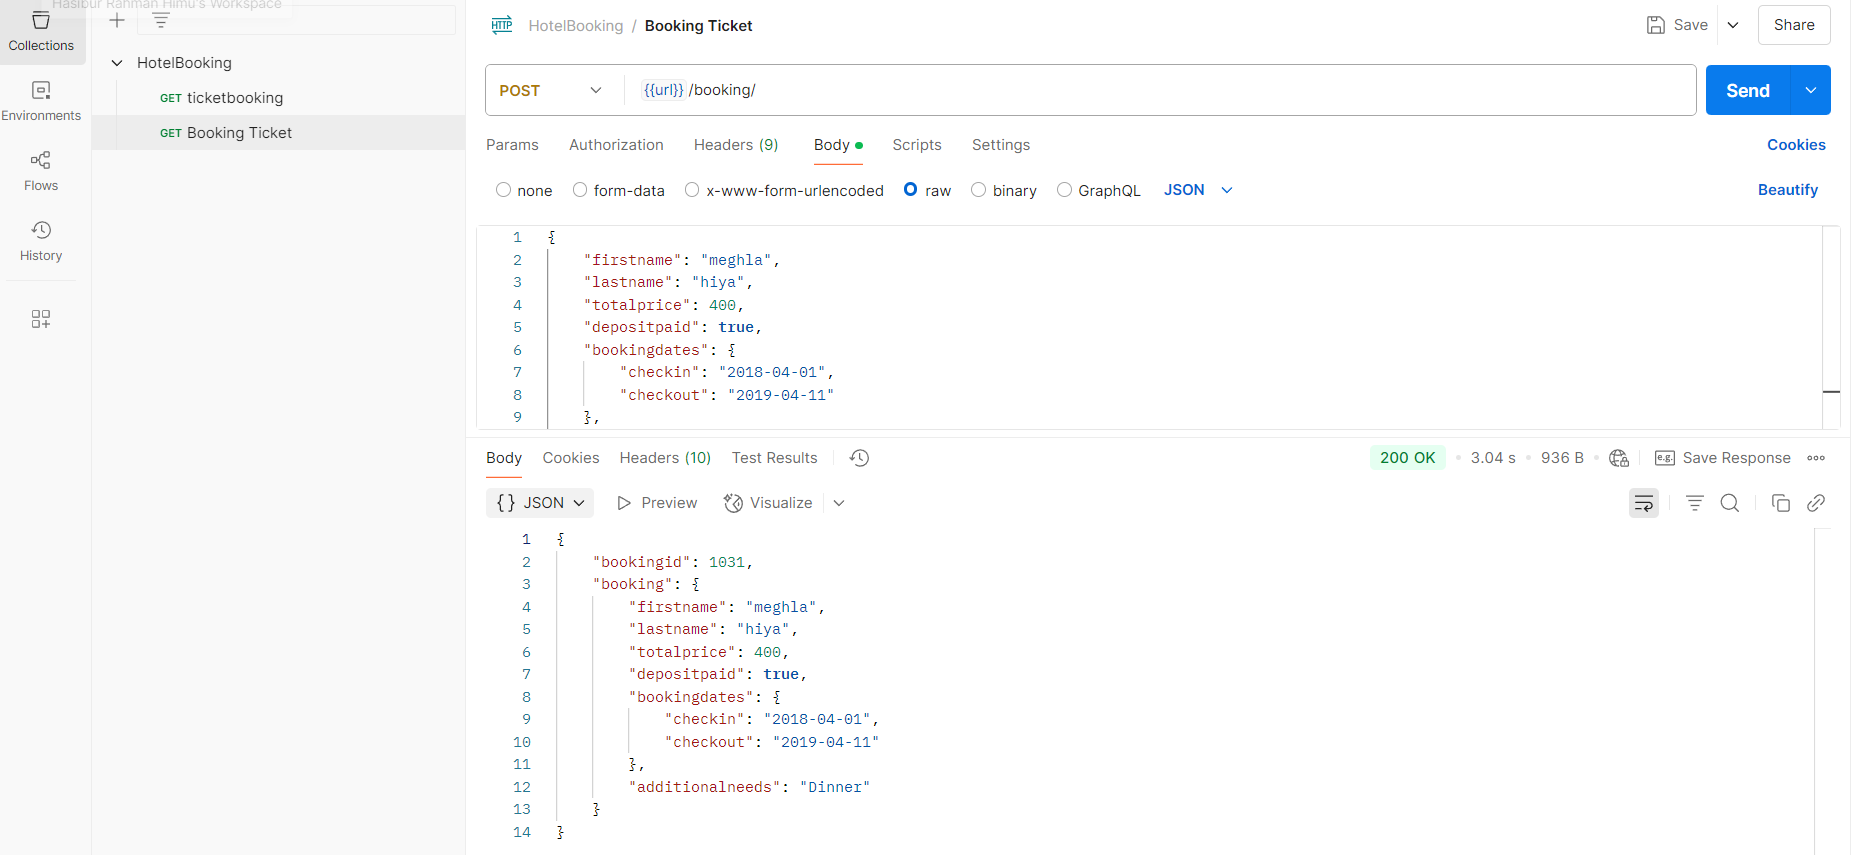 Hasibur Rahman Himu's Workspace
Collections
Environments
Flows
History
HotelBooking
GET ticketbooking
GET Booking Ticket
HTTP HotelBooking / Booking Ticket
Save
Share
POST {{url}}/booking/
Send
Params Authorization Headers (9) Body Scripts Settings
Cookies
none form-data x-www-form-urlencoded raw binary GraphQL JSON
Beautify
1 {
2 "firstname": "meghla",
3 "lastname": "hiya",
4 "totalprice": 400,
5 "depositpaid": true,
6 "bookingdates": {
7 "checkin": "2018-04-01",
8 "checkout": "2019-04-11"
9 },
Body Cookies Headers (10) Test Results
200 OK • 3.04 s • 936 B •
e.g. Save Response
{} JSON Preview Visualize
1 {
2 "bookingid": 1031,
3 "booking": {
4 "firstname": "meghla",
5 "lastname": "hiya",
6 "totalprice": 400,
7 "depositpaid": true,
8 "bookingdates": {
9 "checkin": "2018-04-01",
10 "checkout": "2019-04-11"
11 },
12 "additionalneeds": "Dinner"
13 }
14 }